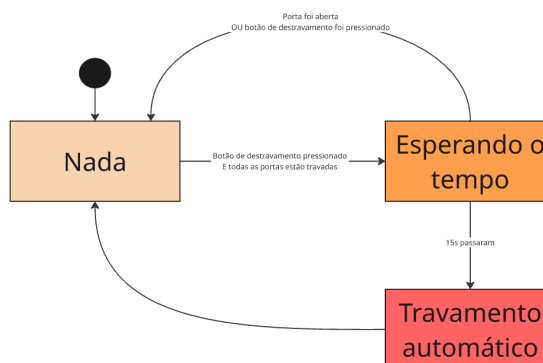 Porta foi aberta
OU botão de destravamento foi pressionado
Nada
Botão de destravamento pressionado
E todas as portas estão travadas
Esperando o
tempo
15s passaram
Travamento
automático